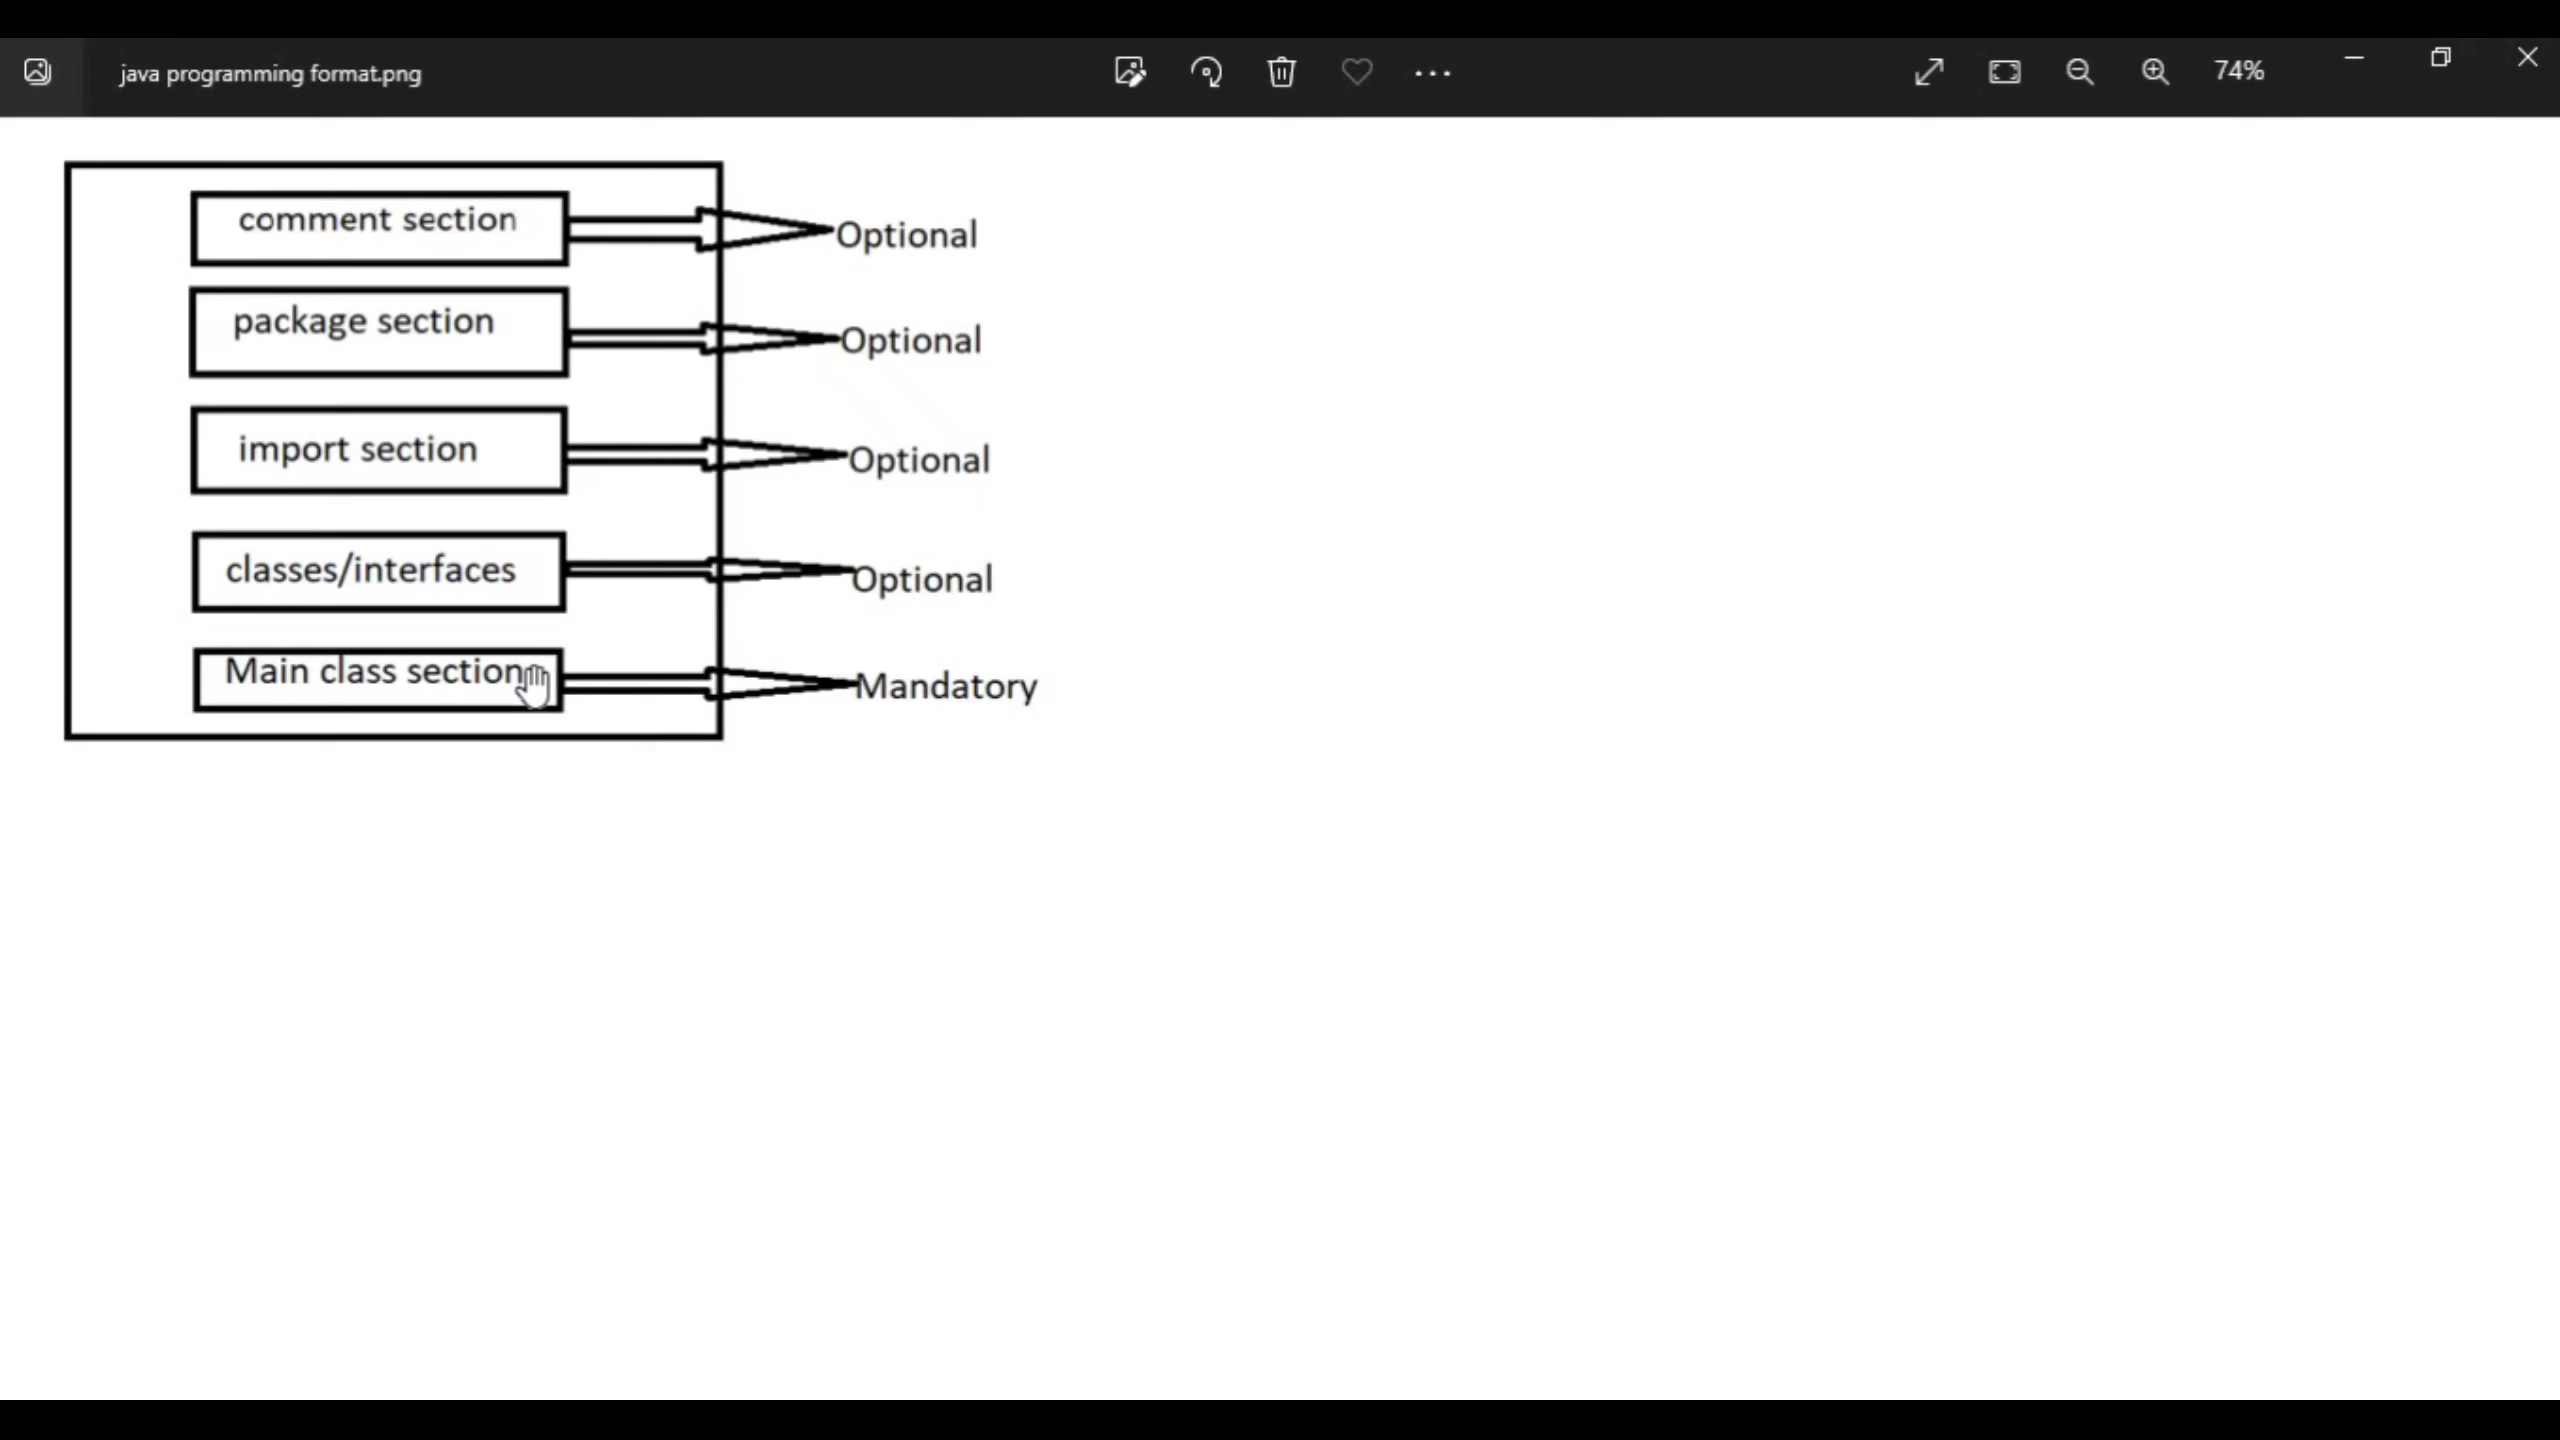 java programming format.png
74%
comment section
Optional
package section
Optional
import section
Optional
classes/interfaces
Optional
Main class section
Mandatory